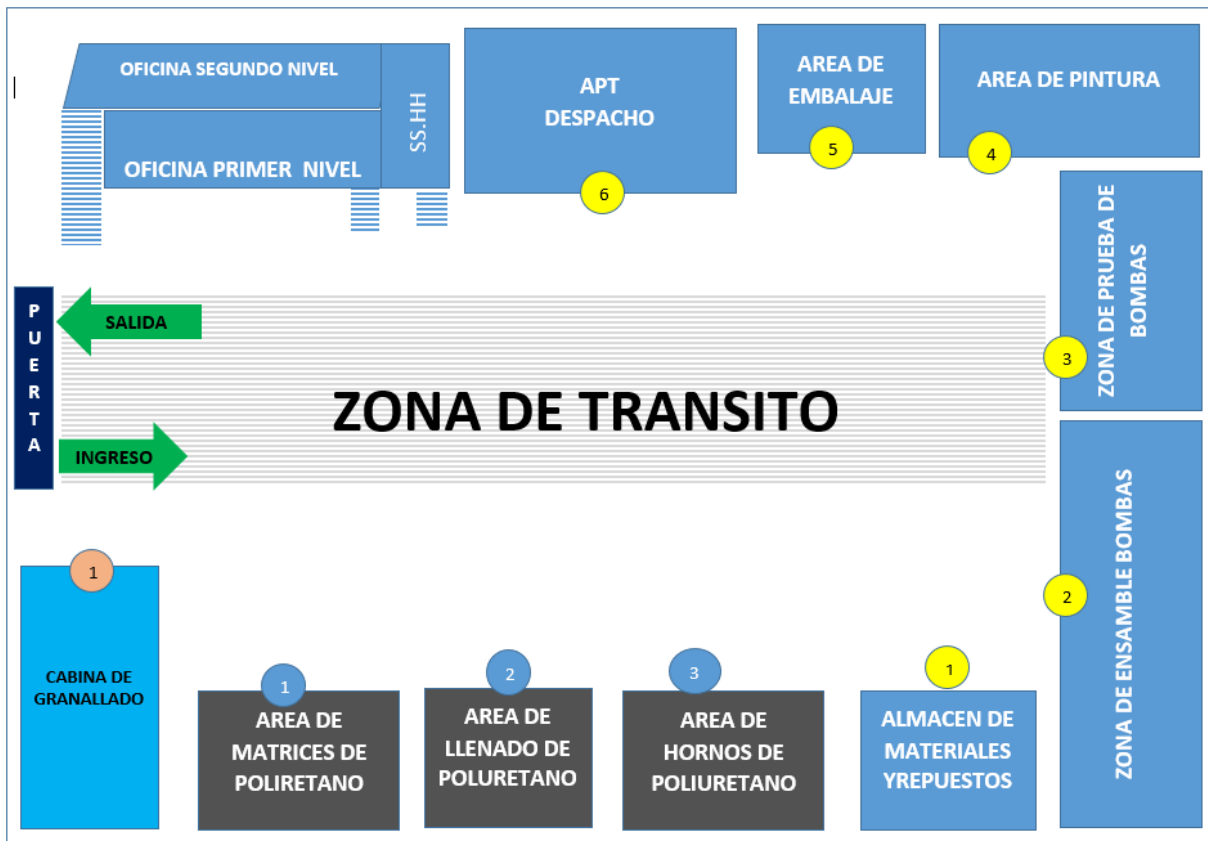 OFICINA SEGUNDO NIVEL
OFICINA PRIMER NIVEL
SS.HH
APT
DESPACHO
6
AREA DE
EMBALAJE
5
AREA DE PINTURA
4
ZONA DE PRUEBA DE
BOMBAS
3
PUERTA
SALIDA
ZONA DE TRANSITO
INGRESO
ZONA DE ENSAMBLE BOMBAS
2
1
CABINA DE
GRANALLADO
1
AREA DE
MATRICES DE
POLIRETANO
2
AREA DE
LLENADO DE
POLURETANO
3
AREA DE
HORNOS DE
POLIURETANO
1
ALMACEN DE
MATERIALES
YREPUESTOS